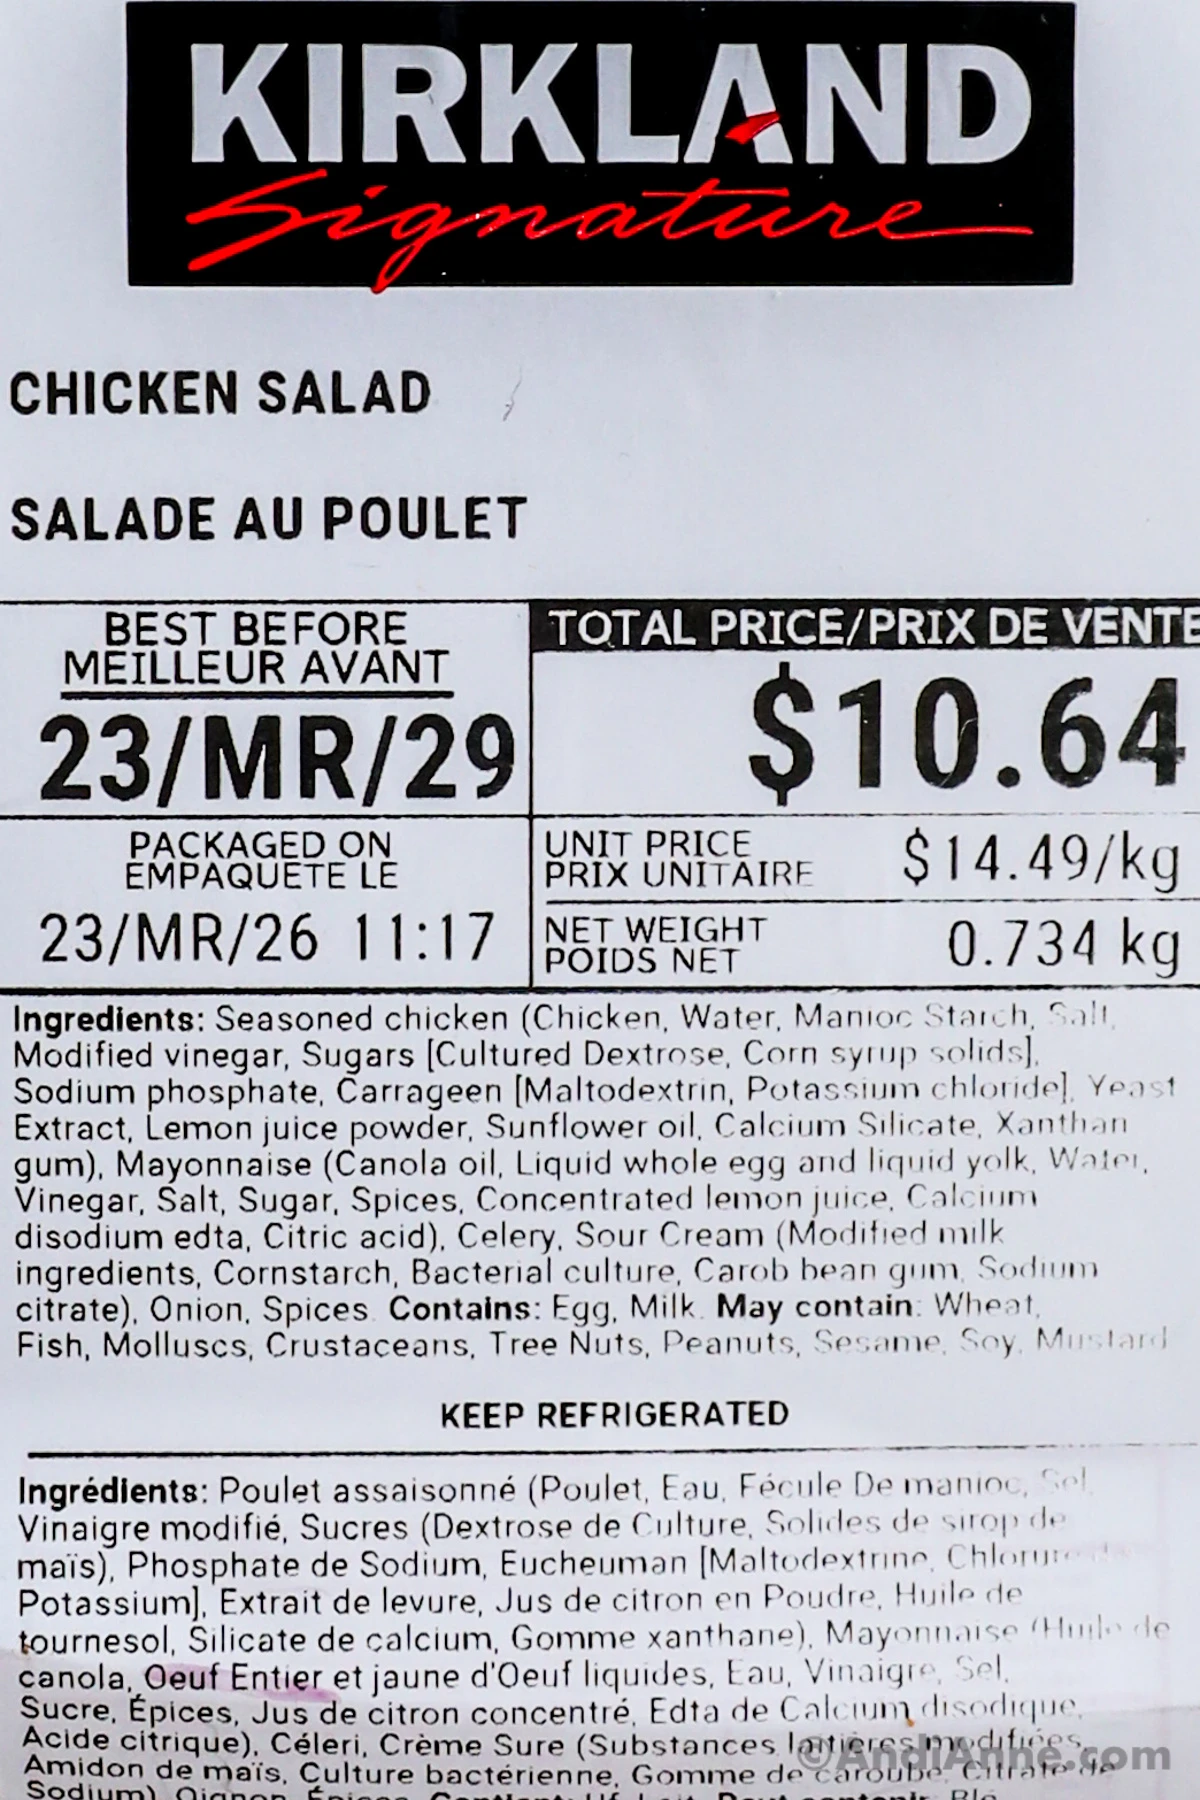 KIRKLAND
Signature
CHICKEN SALAD
SALADE AU POULET
BEST BEFORE
MEILLEUR AVANT
23/MR/29
TOTAL PRICE/PRIX DE VENTE
$10.64
PACKAGED ON
EMPAQUETE LE
23/MR/26 11:17
UNIT PRICE
PRIX UNITAIRE
$14.49/kg
NET WEIGHT
POIDS NET
0.734 kg
Ingredients: Seasoned chicken (Chicken, Water, Manioc Starch, Salt,
Modified vinegar, Sugars [Cultured Dextrose, Corn syrup solids],
Sodium phosphate, Carrageen [Maltodextrin, Potassium chloride], Yeast
Extract, Lemon juice powder, Sunflower oil, Calcium Silicate, Xanthan
gum), Mayonnaise (Canola oil, Liquid whole egg and liquid yolk, Water,
Vinegar, Salt, Sugar, Spices, Concentrated lemon juice, Calcium
disodium edta, Citric acid), Celery, Sour Cream (Modified milk
ingredients, Cornstarch, Bacterial culture, Carob bean gum, Sodium
citrate), Onion, Spices. Contains: Egg, Milk. May contain: Wheat,
Fish, Molluscs, Crustaceans, Tree Nuts, Peanuts, Sesame, Soy, Mustard
KEEP REFRIGERATED
Ingrédients: Poulet assaisonné (Poulet, Eau, Fécule De manioc, Sel,
Vinaigre modifié, Sucres (Dextrose de Culture, Solides de sirop de
maïs), Phosphate de Sodium, Eucheuman [Maltodextrine, Chlorure de
Potassium], Extrait de levure, Jus de citron en Poudre, Huile de
tournesol, Silicate de calcium, Gomme xanthane), Mayonnaise (Huile de
canola, Oeuf Entier et jaune d'Oeuf liquides, Eau, Vinaigre, Sel,
Sucre, Épices, Jus de citron concentré, Edta de Calcium disodique,
Acide citrique), Céleri, Crème Sure (Substances laitières modifiées,
Amidon de maïs, Culture bactérienne, Gomme de caroube, Citrate de
Sodium), Oignon, Épices.
©AndiAnne.com